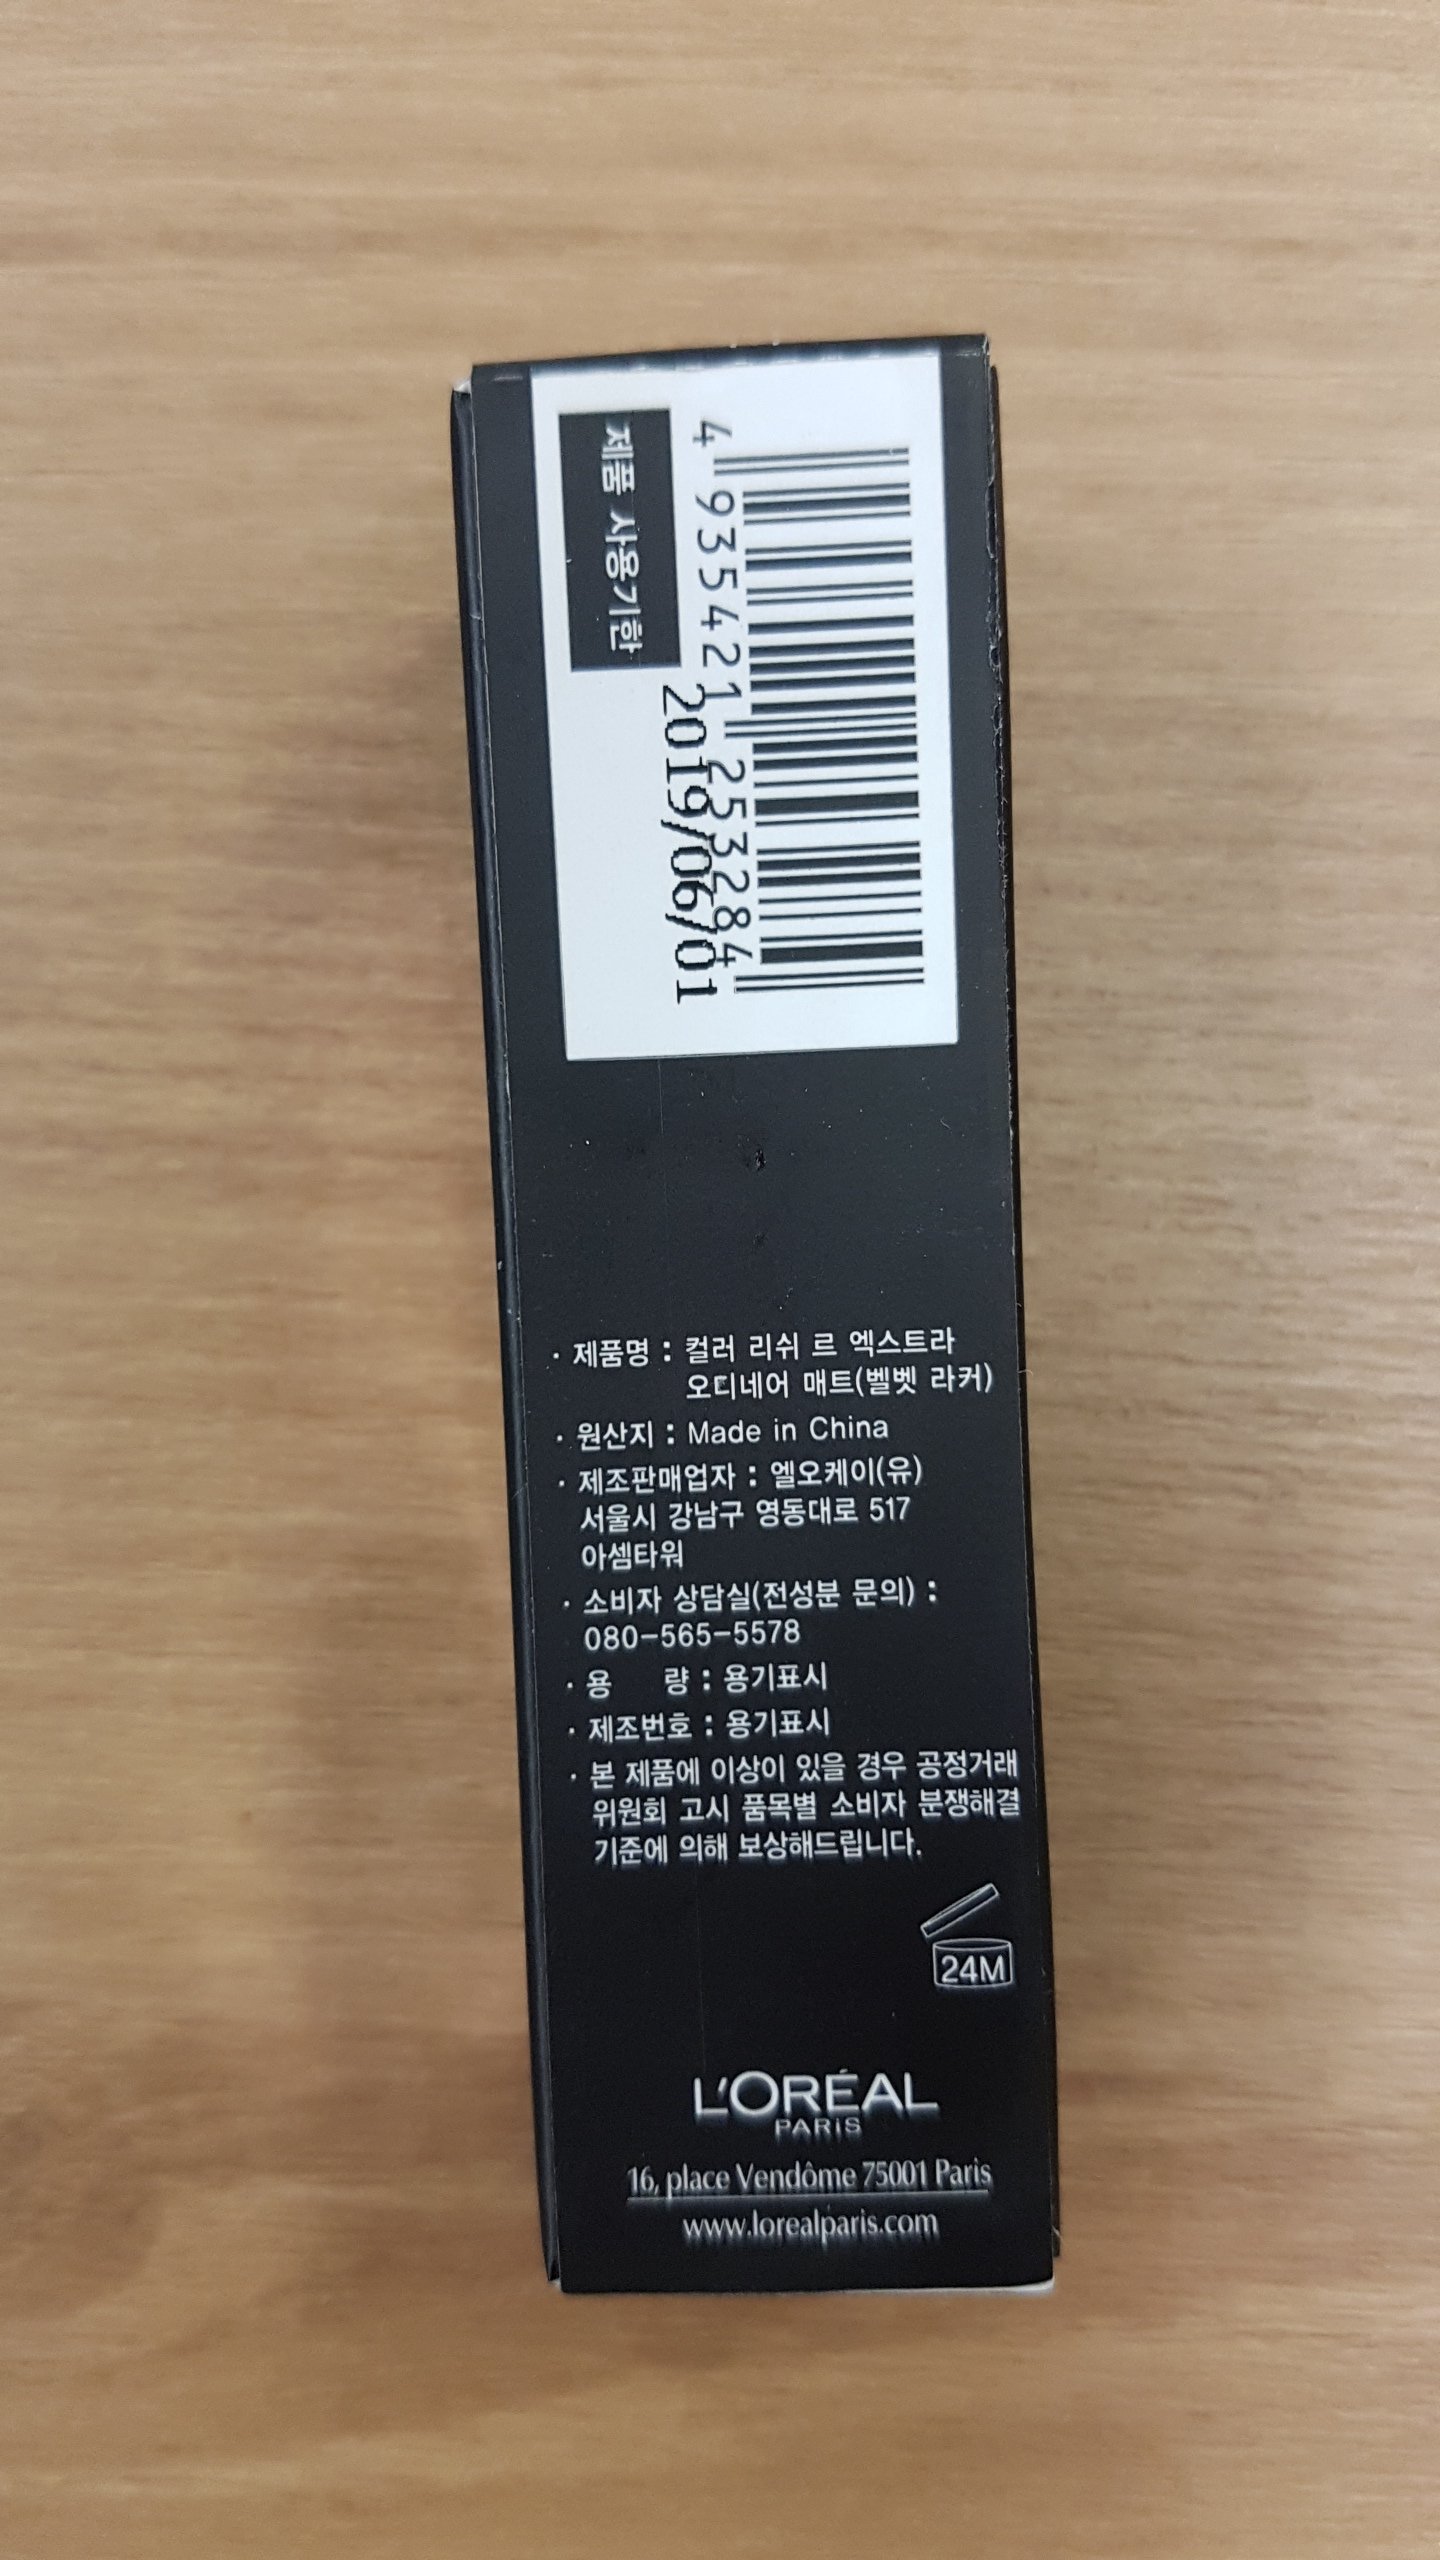 제품 사용기한
2019/06/01
4 935421 253284
· 제품명 : 컬러 리쉬 르 엑스트라
오디네어 매트(벨벳 라커)
· 원산지 : Made in China
· 제조판매업자 : 엘오케이(유)
서울시 강남구 영동대로 517
아셈타워
· 소비자 상담실(전성분 문의) :
080-565-5578
· 용 량 : 용기표시
· 제조번호 : 용기표시
· 본 제품에 이상이 있을 경우 공정거래
위원회 고시 품목별 소비자 분쟁해결
기준에 의해 보상해드립니다.
24M
L'ORÉAL
PARIS
16, place Vendôme 75001 Paris
www.lorealparis.com